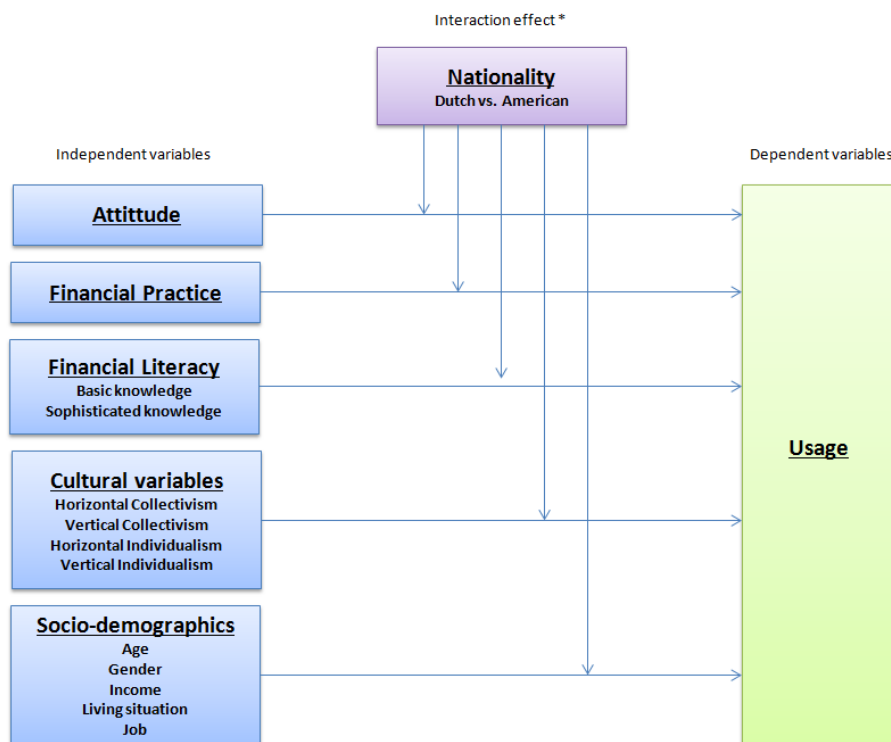 Interaction effect *
Nationality
Dutch vs. American
Independent variables
Dependent variables
Attittude
Financial Practice
Financial Literacy
Basic knowledge
Sophisticated knowledge
Cultural variables
Horizontal Collectivism
Vertical Collectivism
Horizontal Individualism
Vertical Individualism
Socio-demographics
Age
Gender
Income
Living situation
Job
Usage